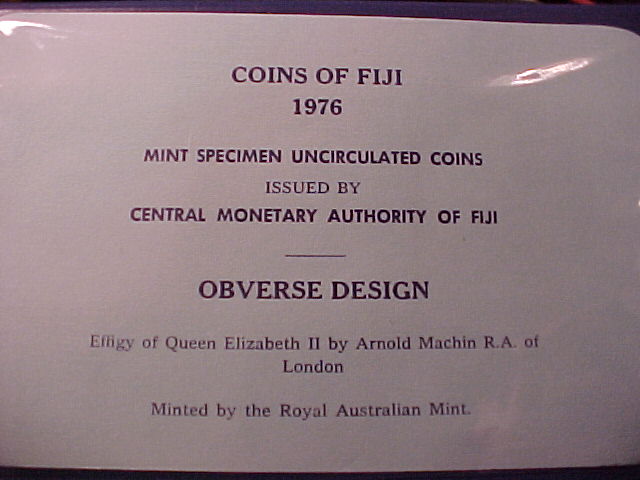 COINS OF FIJI
1976
MINT SPECIMEN UNCIRCULATED COINS
ISSUED BY
CENTRAL MONETARY AUTHORITY OF FIJI
OBVERSE DESIGN
Effigy of Queen Elizabeth II by Arnold Machin R.A. of
London
Minted by the Royal Australian Mint.